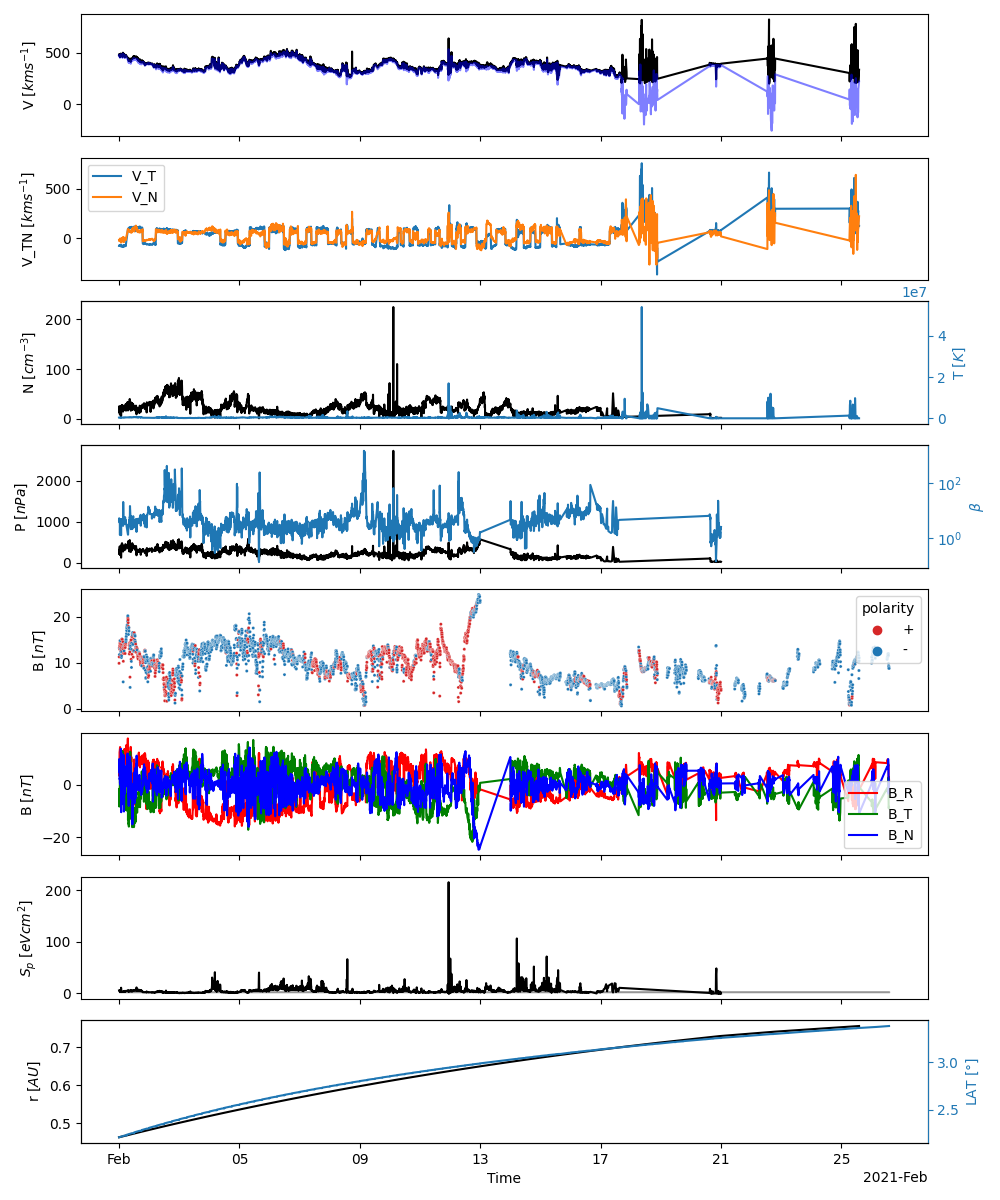 V [kms⁻¹]
500
0
V_TN [kms⁻¹]
500
0
V_T
V_N
1e7
N [cm⁻³]
200
100
0
T [K]
4
2
0
P [nPa]
2000
1000
0
β
10²
10⁰
B [nT]
20
10
0
polarity
+
-
B [nT]
0
−20
B_R
B_T
B_N
Sₚ [eVcm²]
200
100
0
r [AU]
0.7
0.6
0.5
LAT [°]
3.0
2.5
Feb 05 09 13 17 21 25
Time
2021-Feb